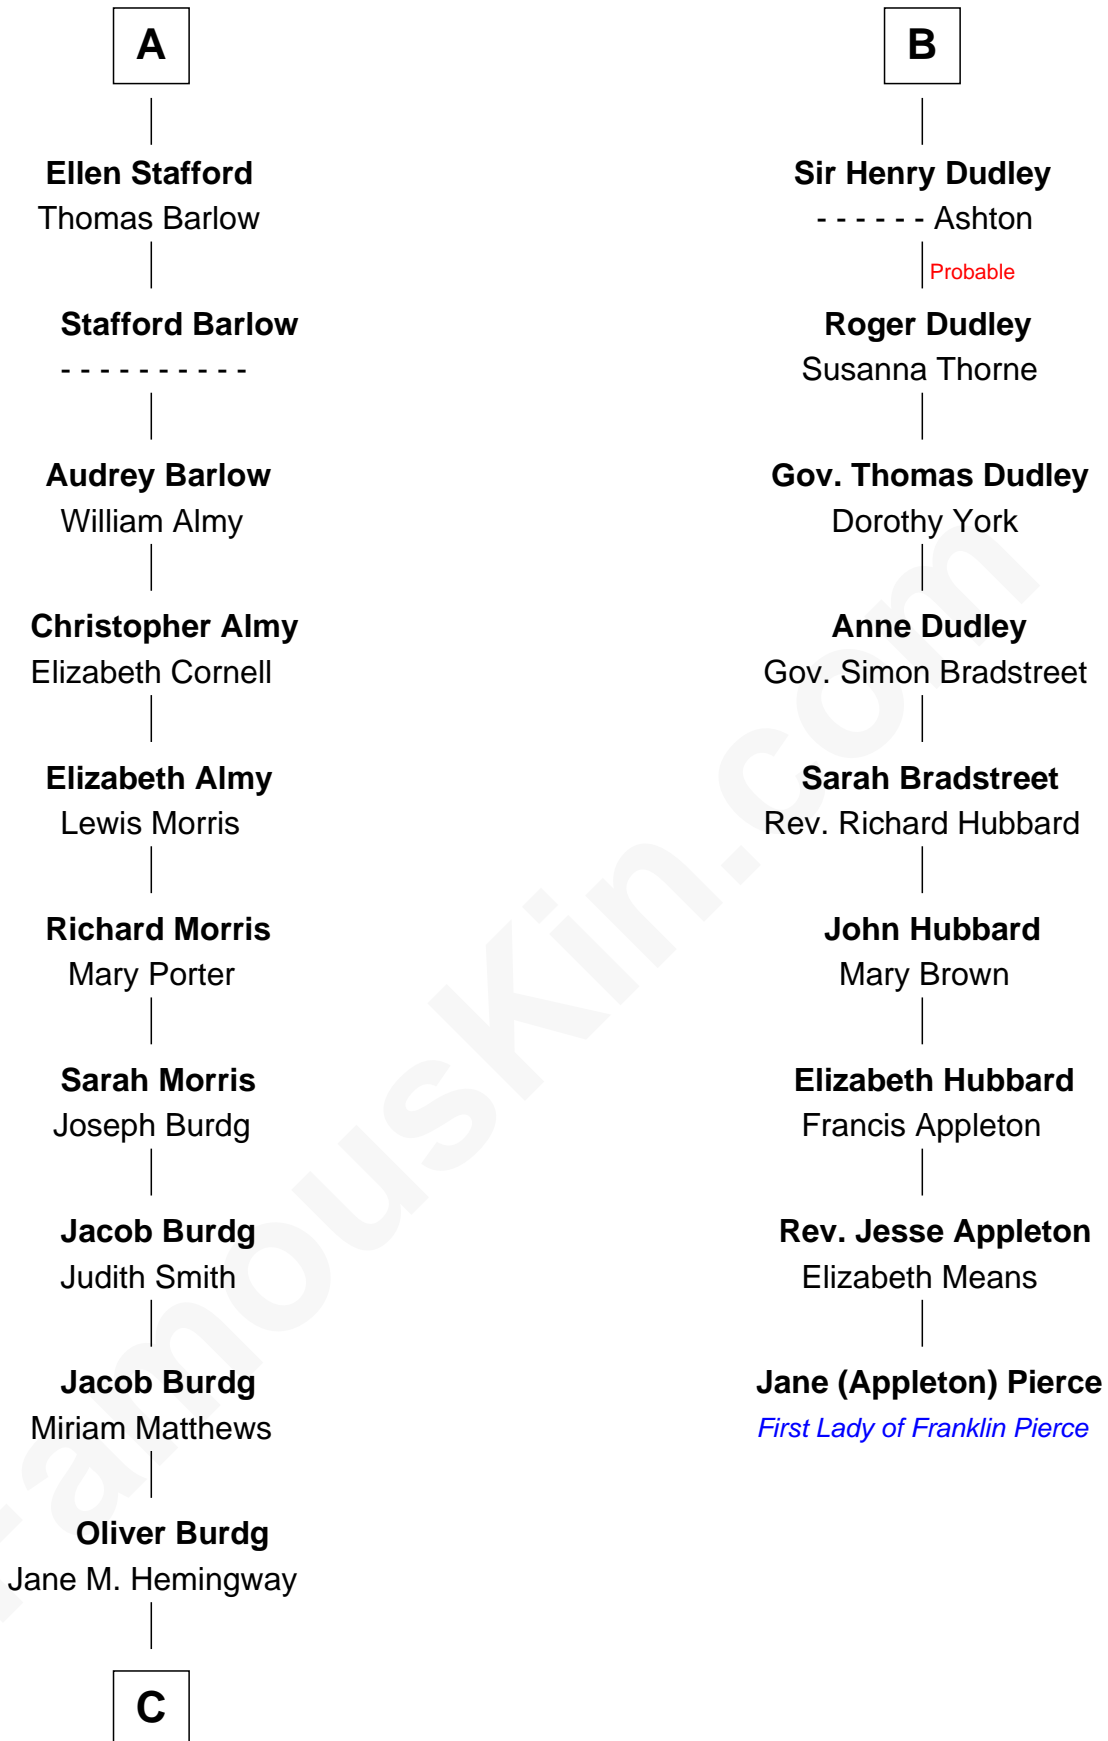 A
Ellen Stafford
Thomas Barlow
Stafford Barlow
- - - - - - - - - -
Audrey Barlow
William Almy
Christopher Almy
Elizabeth Cornell
Elizabeth Almy
Lewis Morris
Richard Morris
Mary Porter
Sarah Morris
Joseph Burdg
Jacob Burdg
Judith Smith
Jacob Burdg
Miriam Matthews
Oliver Burdg
Jane M. Hemingway
C
B
Sir Henry Dudley
- - - - - - Ashton
Probable
Roger Dudley
Susanna Thorne
Gov. Thomas Dudley
Dorothy York
Anne Dudley
Gov. Simon Bradstreet
Sarah Bradstreet
Rev. Richard Hubbard
John Hubbard
Mary Brown
Elizabeth Hubbard
Francis Appleton
Rev. Jesse Appleton
Elizabeth Means
Jane (Appleton) Pierce
First Lady of Franklin Pierce
FamousKin.com